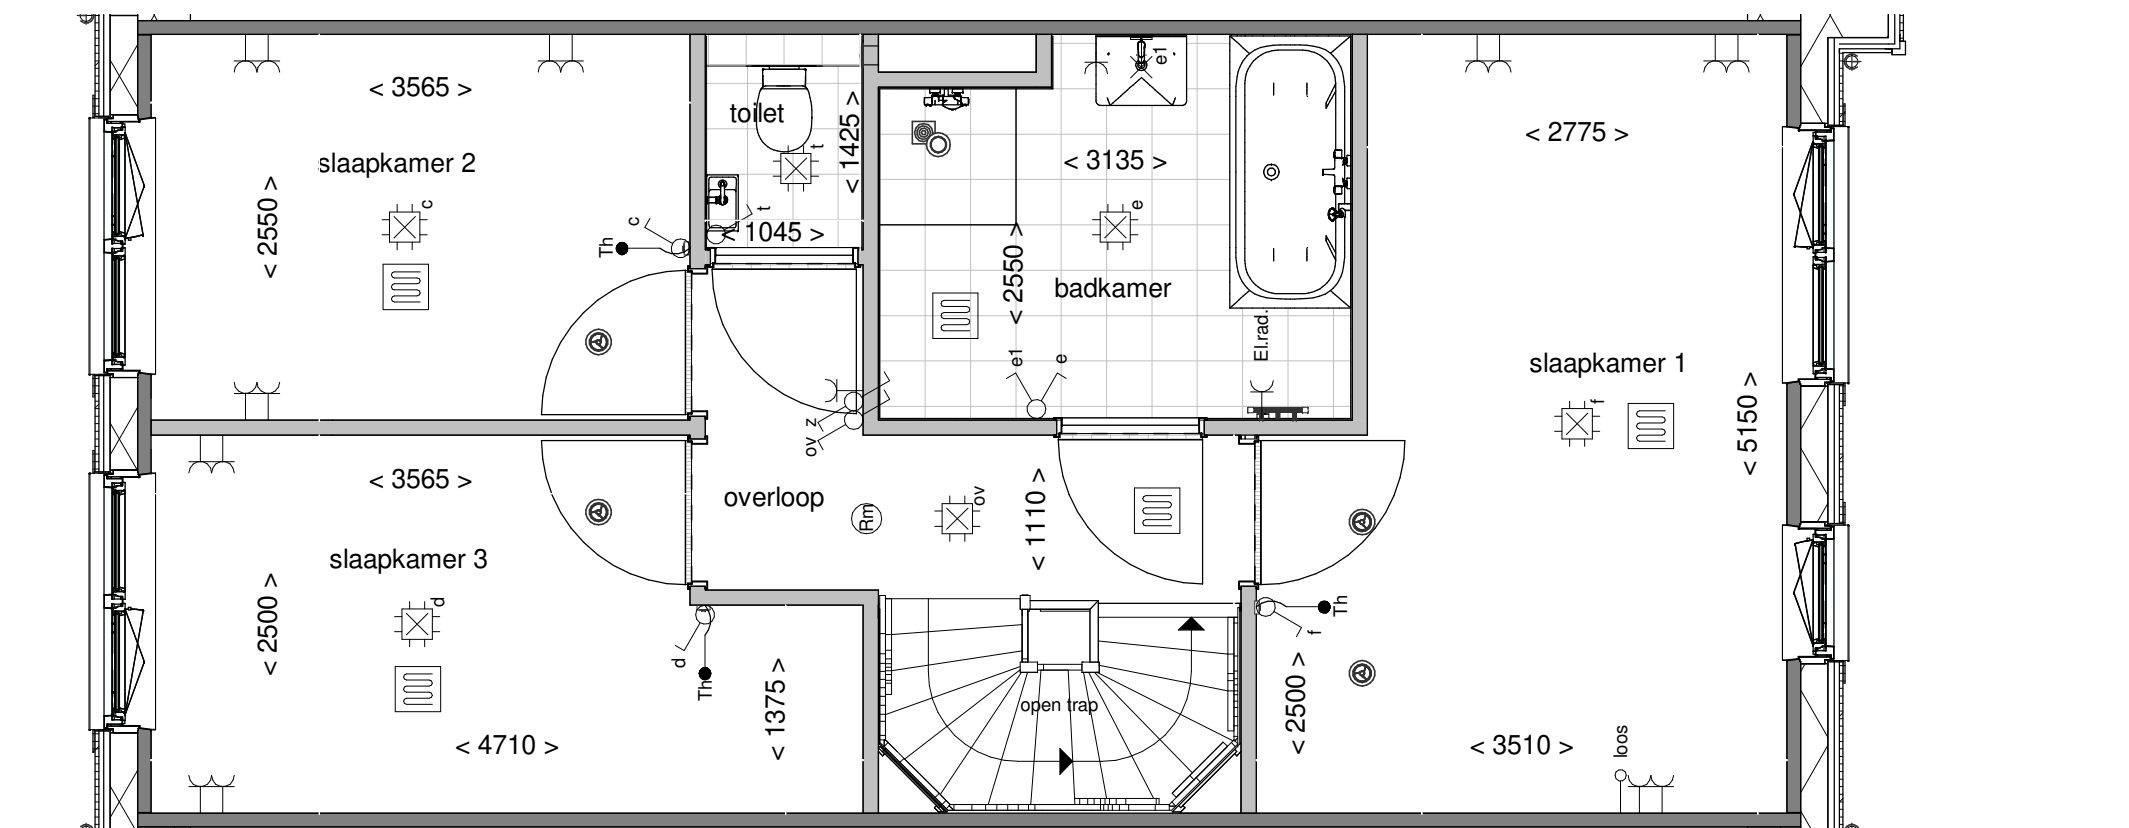 < 3565 >
slaapkamer 2
< 2550 >
c
c
Th
toilet
< 1425 >
t
t
< 1045 >
e1
< 3135 >
e
< 2550 >
badkamer
El.rad.
e1
e
< 2775 >
slaapkamer 1
f
< 5150 >
z
ov
< 3565 >
overloop
Rm
ov
< 1110 >
slaapkamer 3
d
< 2500 >
d
Th
< 1375 >
< 4710 >
open trap
Th
f
< 2500 >
< 3510 >
loos